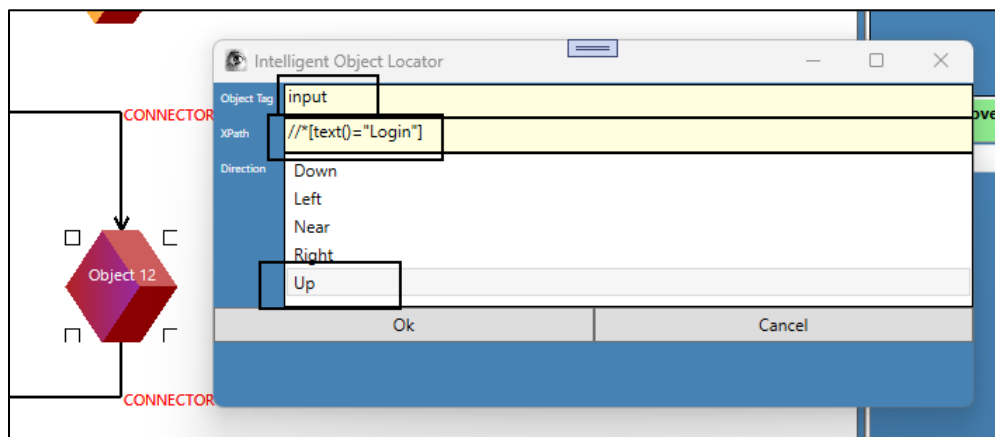 Intelligent Object Locator
Object Tag
input
CONNECTOR
XPath
//*[text()="Login"]
Direction
Down
Left
Near
Right
Object 12
Up
Ok
Cancel
CONNECTOR